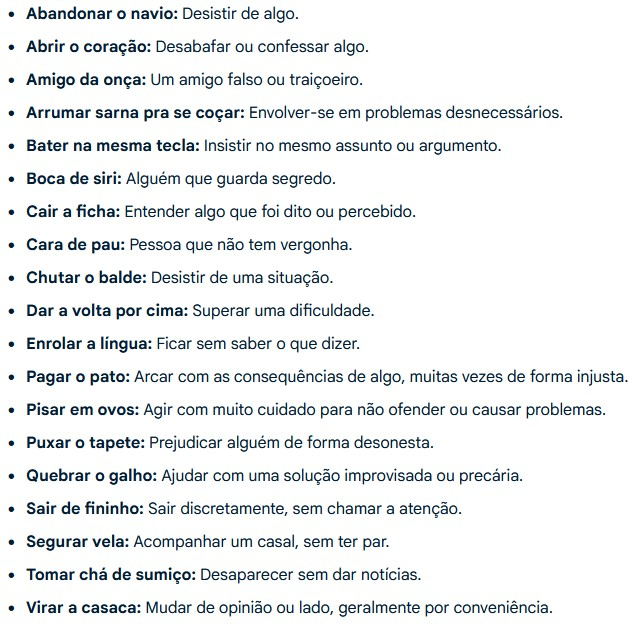 • Abandonar o navio: Desistir de algo.
• Abrir o coração: Desabafar ou confessar algo.
• Amigo da onça: Um amigo falso ou traiçoeiro.
• Arrumar sarna pra se coçar: Envolver-se em problemas desnecessários.
• Bater na mesma tecla: Insistir no mesmo assunto ou argumento.
• Boca de siri: Alguém que guarda segredo.
• Cair a ficha: Entender algo que foi dito ou percebido.
• Cara de pau: Pessoa que não tem vergonha.
• Chutar o balde: Desistir de uma situação.
• Dar a volta por cima: Superar uma dificuldade.
• Enrolar a língua: Ficar sem saber o que dizer.
• Pagar o pato: Arcar com as consequências de algo, muitas vezes de forma injusta.
• Pisar em ovos: Agir com muito cuidado para não ofender ou causar problemas.
• Puxar o tapete: Prejudicar alguém de forma desonesta.
• Quebrar o galho: Ajudar com uma solução improvisada ou precária.
• Sair de fininho: Sair discretamente, sem chamar a atenção.
• Segurar vela: Acompanhar um casal, sem ter par.
• Tomar chá de sumiço: Desaparecer sem dar notícias.
• Virar a casaca: Mudar de opinião ou lado, geralmente por conveniência.